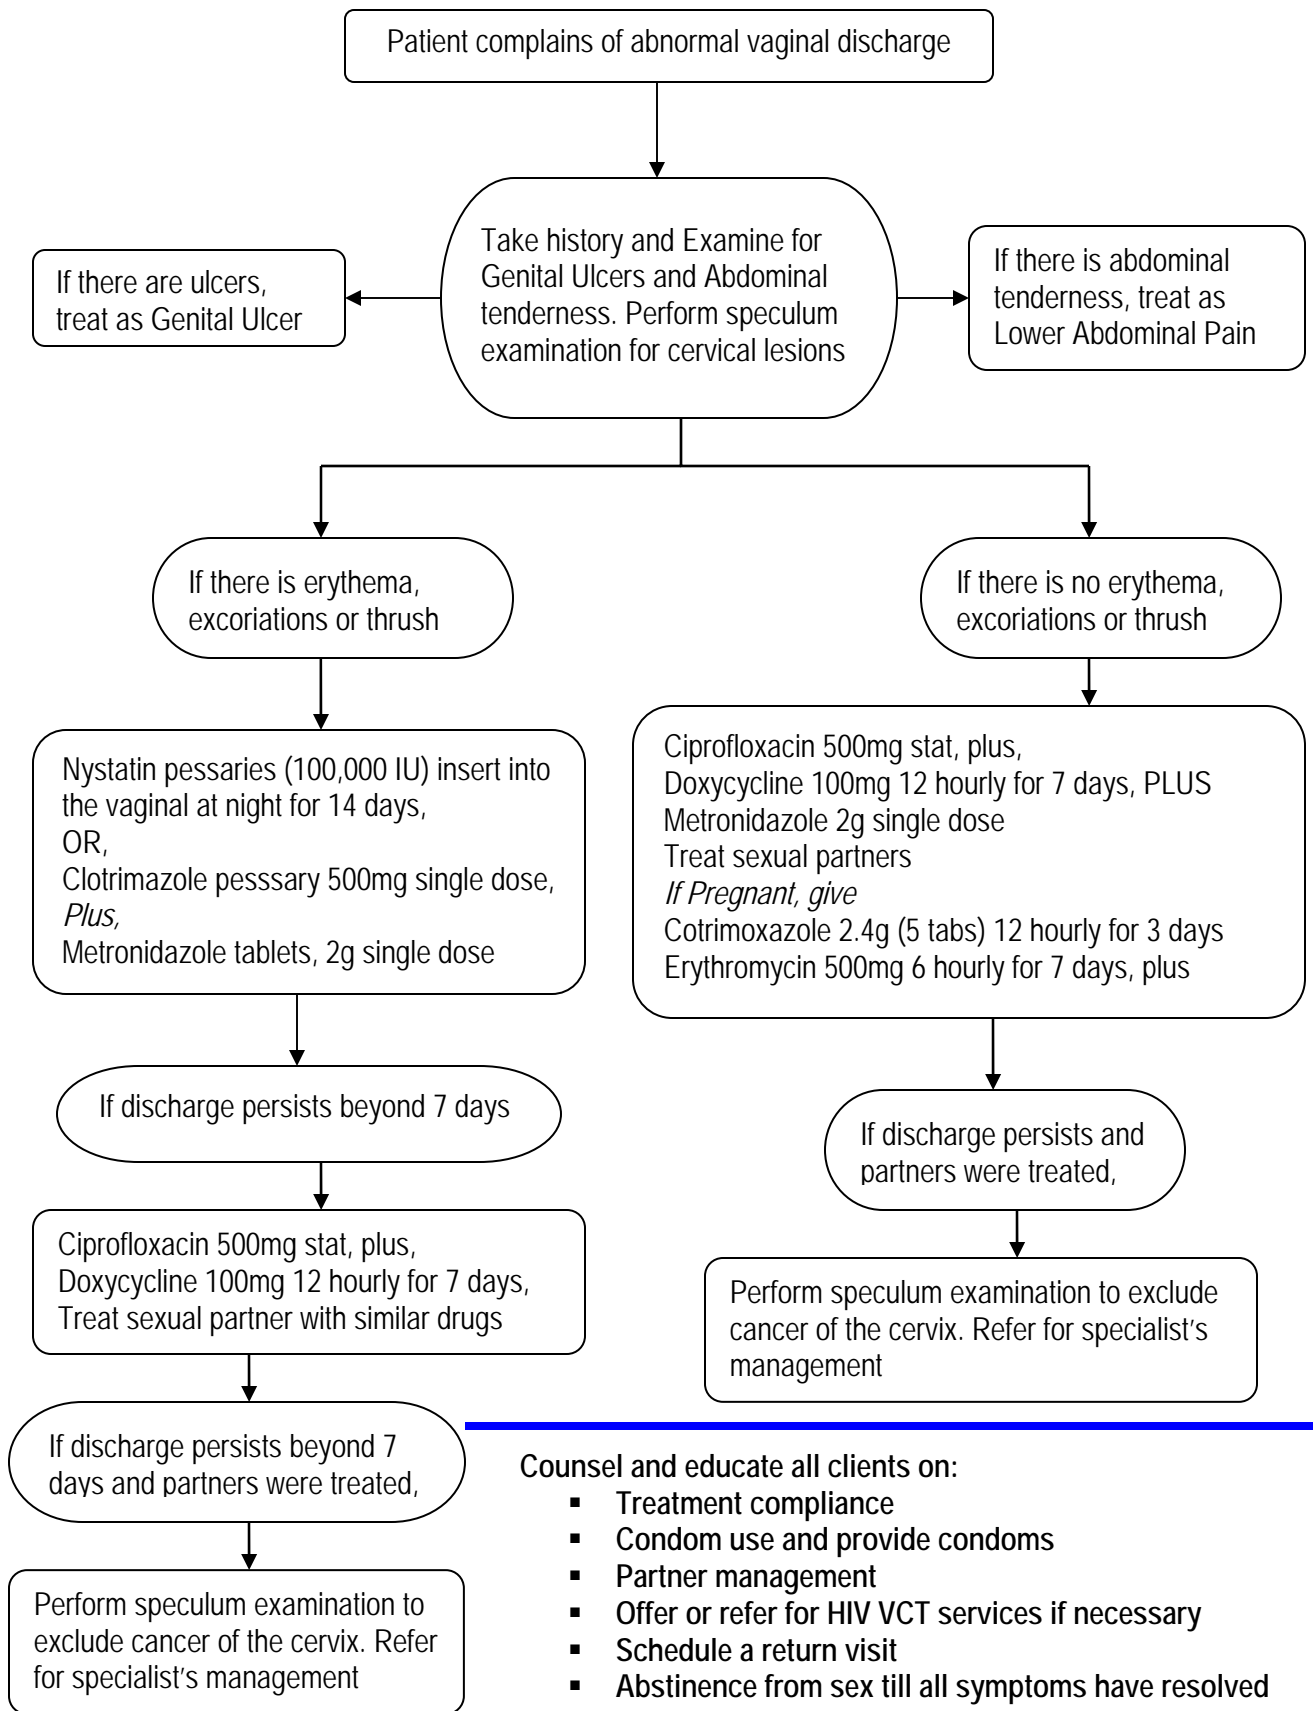 Patient complains of abnormal vaginal discharge
Take history and Examine for
Genital Ulcers and Abdominal
tenderness. Perform speculum
examination for cervical lesions
If there are ulcers,
treat as Genital Ulcer
If there is abdominal
tenderness, treat as
Lower Abdominal Pain
If there is erythema,
excoriations or thrush
If there is no erythema,
excoriations or thrush
Nystatin pessaries (100,000 IU) insert into
the vaginal at night for 14 days,
OR,
Clotrimazole pesssary 500mg single dose,
Plus,
Metronidazole tablets, 2g single dose
Ciprofloxacin 500mg stat, plus,
Doxycycline 100mg 12 hourly for 7 days, PLUS
Metronidazole 2g single dose
Treat sexual partners
If Pregnant, give
Cotrimoxazole 2.4g (5 tabs) 12 hourly for 3 days
Erythromycin 500mg 6 hourly for 7 days, plus
If discharge persists beyond 7 days
If discharge persists and
partners were treated,
Ciprofloxacin 500mg stat, plus,
Doxycycline 100mg 12 hourly for 7 days,
Treat sexual partner with similar drugs
Perform speculum examination to exclude
cancer of the cervix. Refer for specialist's
management
If discharge persists beyond 7
days and partners were treated,
Perform speculum examination to
exclude cancer of the cervix. Refer
for specialist's management
Counsel and educate all clients on:
▪ Treatment compliance
▪ Condom use and provide condoms
▪ Partner management
▪ Offer or refer for HIV VCT services if necessary
▪ Schedule a return visit
▪ Abstinence from sex till all symptoms have resolved